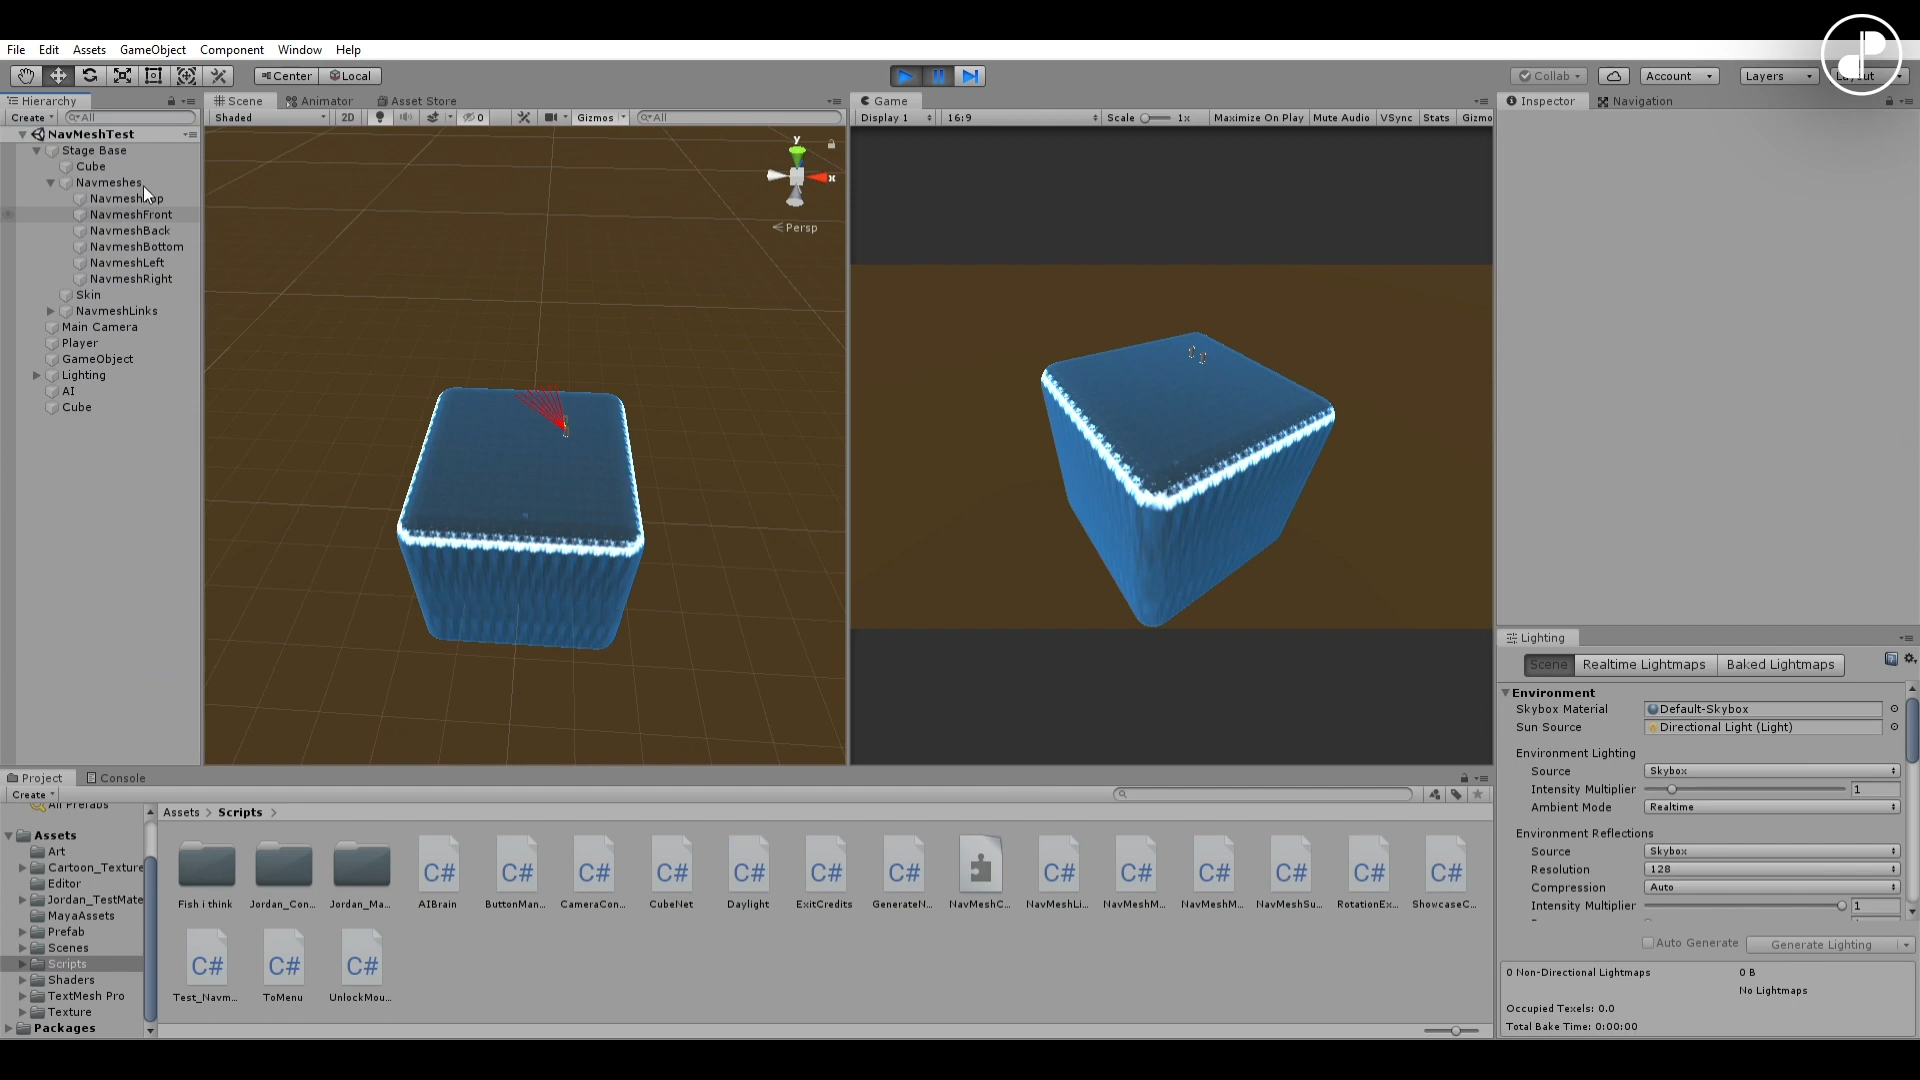 File Edit Assets GameObject Component Window Help
Center Local
Collab Account Layers
Hierarchy
Create All
NavMeshTest
Stage Base
Cube
Navmeshes
NavmeshFront
NavmeshBack
NavmeshBottom
NavmeshLeft
NavmeshRight
Skin
NavmeshLinks
Main Camera
Player
GameObject
Lighting
AI
Cube
Scene Animator Asset Store
Shaded 2D 0 Gizmos All
y
x
Persp
Game
Display 1 16:9 Scale 1x Maximize On Play Mute Audio VSync Stats Gizmo
Inspector Navigation
Lighting
Scene Realtime Lightmaps Baked Lightmaps
Environment
Skybox Material Default-Skybox
Sun Source Directional Light (Light)
Environment Lighting
Source Skybox
Intensity Multiplier 1
Ambient Mode Realtime
Environment Reflections
Source Skybox
Resolution 128
Compression Auto
Intensity Multiplier 1
Auto Generate Generate Lighting
0 Non-Directional Lightmaps 0 B
No Lightmaps
Occupied Texels: 0.0
Total Bake Time: 0:00:00
Project Console
Create
All Prefabs
Assets
Art
Cartoon_Texture
Editor
Jordan_TestMate
MayaAssets
Prefab
Scenes
Scripts
Shaders
TextMesh Pro
Texture
Packages
Assets > Scripts >
C# C# C# C# C# C# C# C# C# C# C# C# C#
Fish i think Jordan_Con... Jordan_Ma... AIBrain ButtonMan... CameraCon... CubeNet Daylight ExitCredits GenerateN... NavMeshC... NavMeshLi... NavMeshM... NavMeshM... NavMeshSu... RotationEx... ShowcaseC...
C# C# C#
Test_Navm... ToMenu UnlockMou...